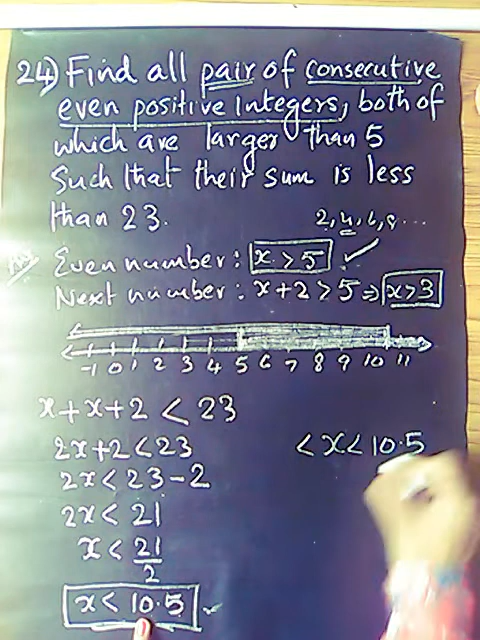 24) Find all pair of consecutive
even positive integers, both of
which are larger than 5
Such that their sum is less
than 23.
2, 4, 6, 8, ...
Ans Even number: x > 5 ✓
Next number: x + 2 > 5 ⇒ x > 3
-1 0 1 2 3 4 5 6 7 8 9 10 11
x + x + 2 < 23
2x + 2 < 23
< x < 10.5
2x < 23 - 2
2x < 21
x < 21/2
x < 10.5 ✓